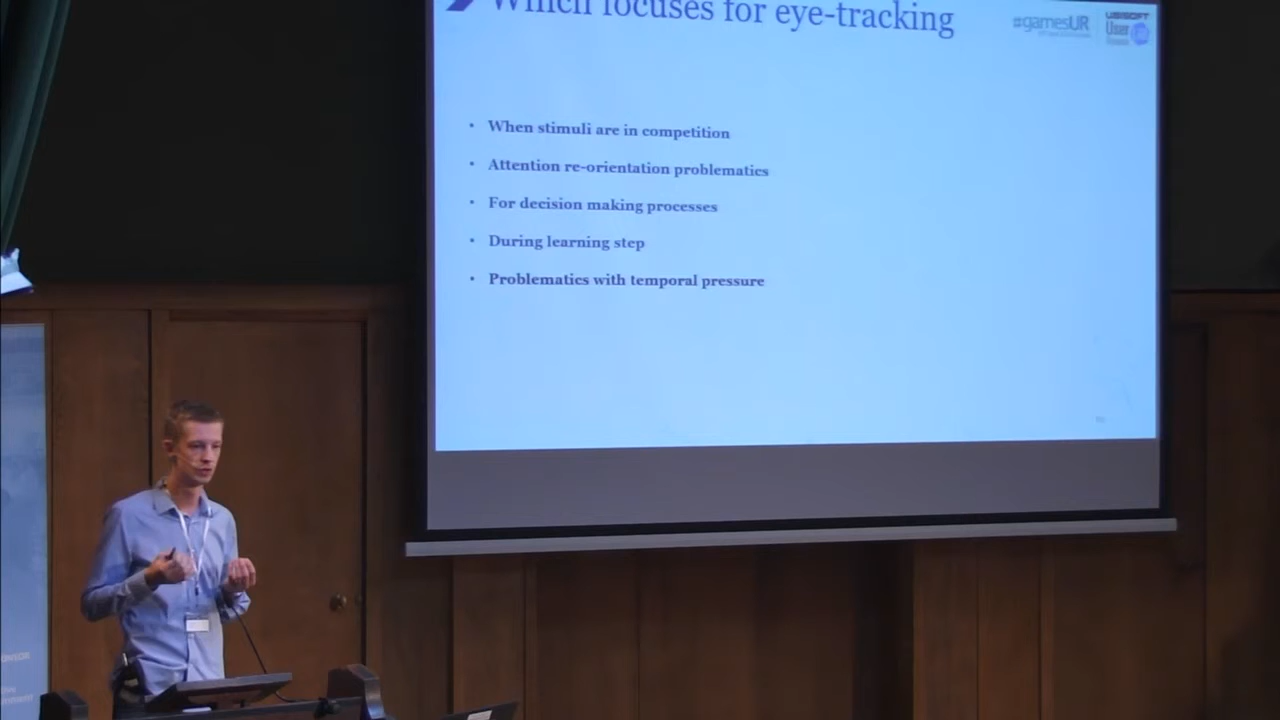 Which focuses for eye-tracking
#gamesUR
UBISOFT
User
• When stimuli are in competition
• Attention re-orientation problematics
• For decision making processes
• During learning step
• Problematics with temporal pressure